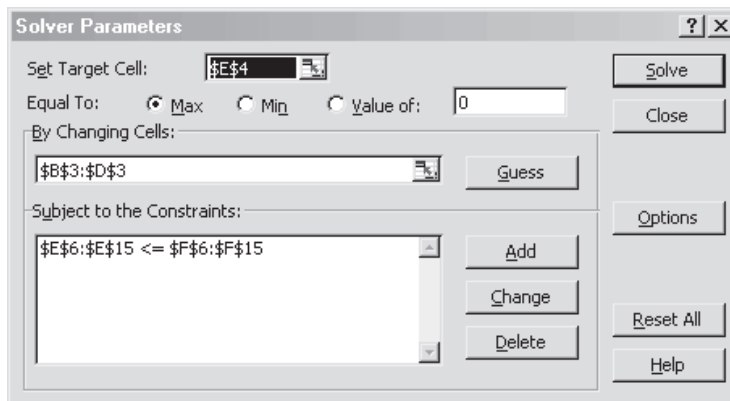 Solver Parameters ? ×
Set Target Cell: $E$4 Solve
Equal To: Max Min Value of: 0 Close
By Changing Cells:
$B$3:$D$3 Guess
Subject to the Constraints: Options
$E$6:$E$15 <= $F$6:$F$15 Add
Change
Reset All
Delete
Help